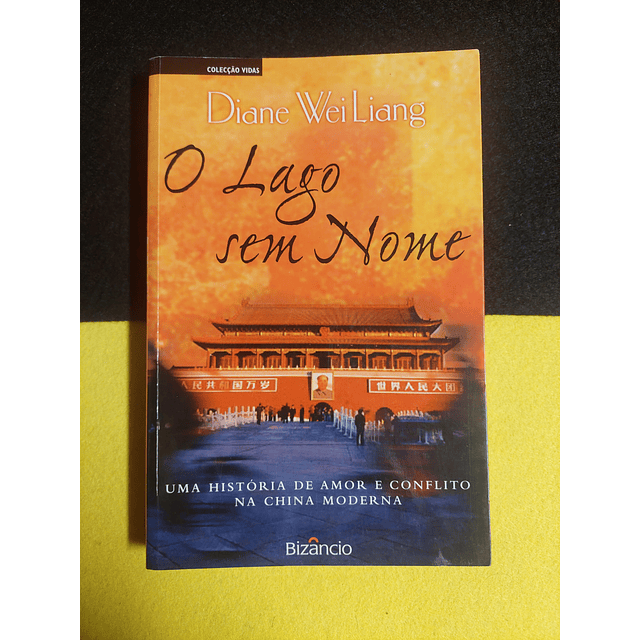 COLECÇÃO VIDAS
Diane Wei Liang
O Lago
sem Nome
人民共和国万岁
世界人民大团
UMA HISTÓRIA DE AMOR E CONFLITO
NA CHINA MODERNA
Bizâncio